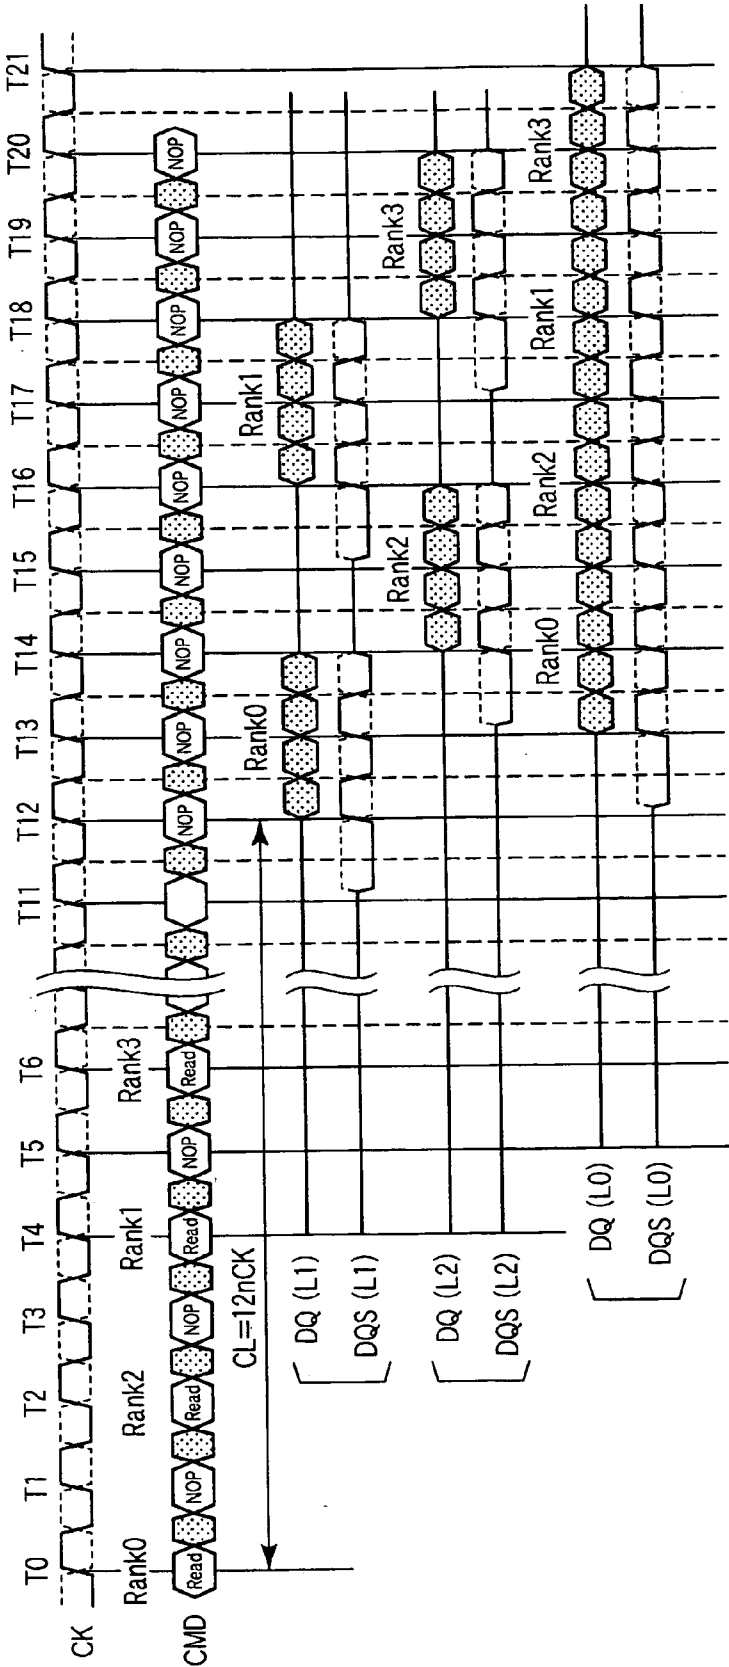 T0 T1 T2 T3 T4 T5 T6 T11 T12 T13 T14 T15 T16 T17 T18 T19 T20 T21
CK
Rank0 Rank2 Rank1 Rank3
CMD Read NOP Read NOP Read NOP Read NOP NOP NOP NOP NOP NOP NOP NOP NOP
CL=12nCK
Rank0 Rank1
DQ (L1)
DQS (L1)
Rank2 Rank3
DQ (L2)
DQS (L2)
Rank0 Rank2 Rank1 Rank3
DQ (L0)
DQS (L0)